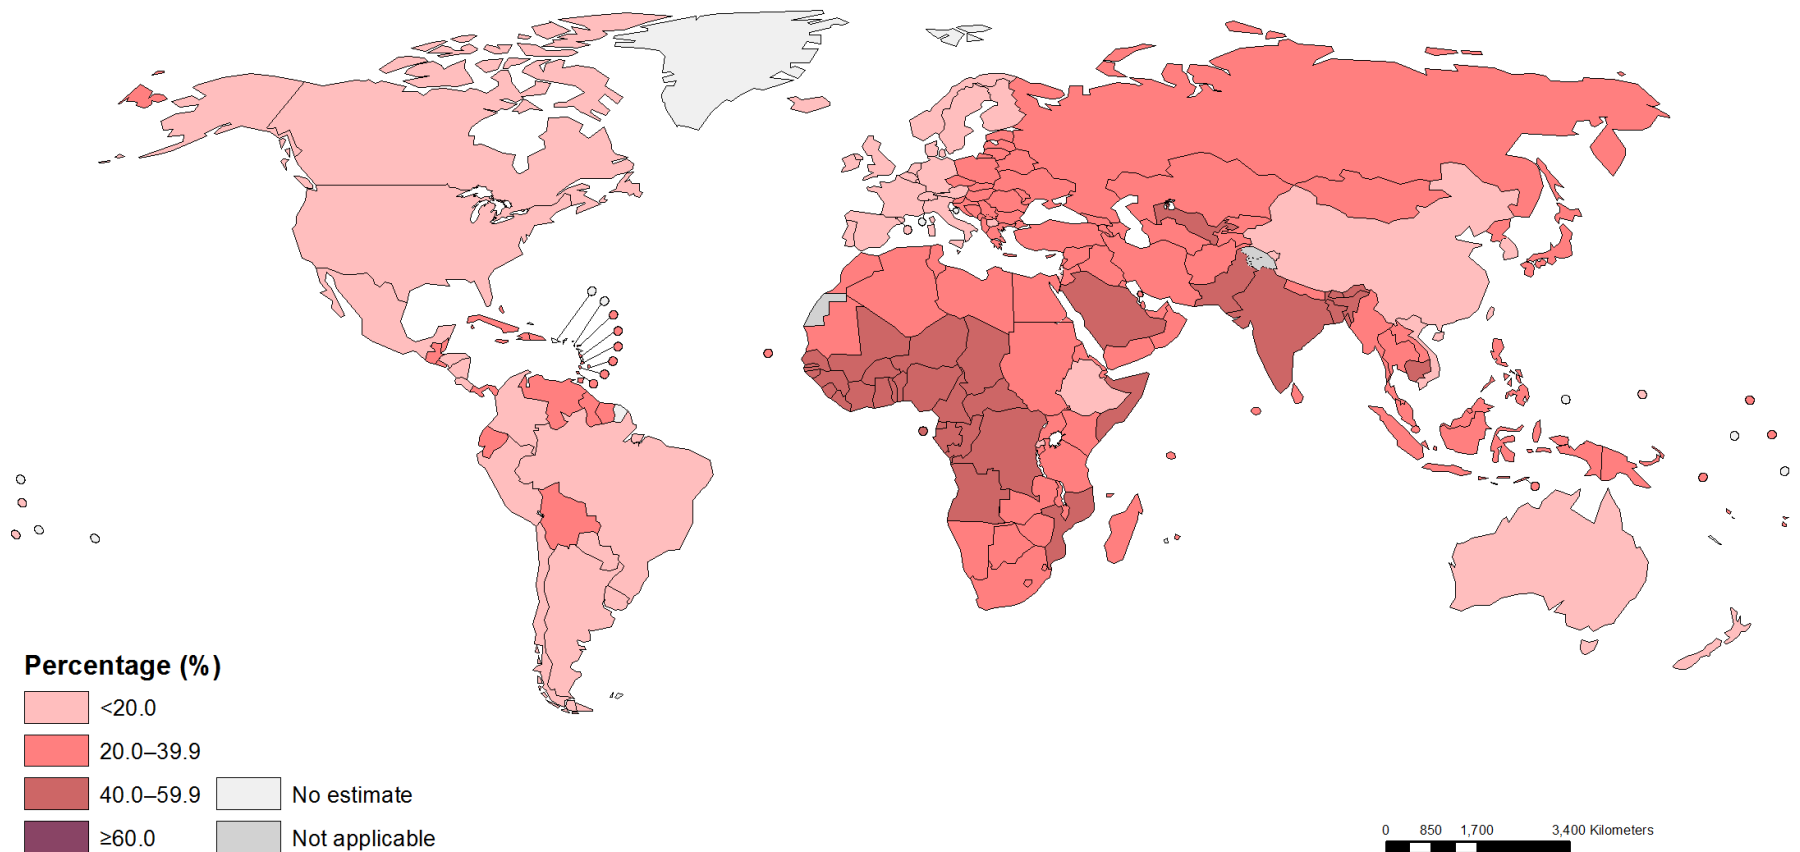 Percentage (%)
<20.0
20.0–39.9
40.0–59.9
≥60.0
No estimate
Not applicable
0 850 1,700 3,400 Kilometers